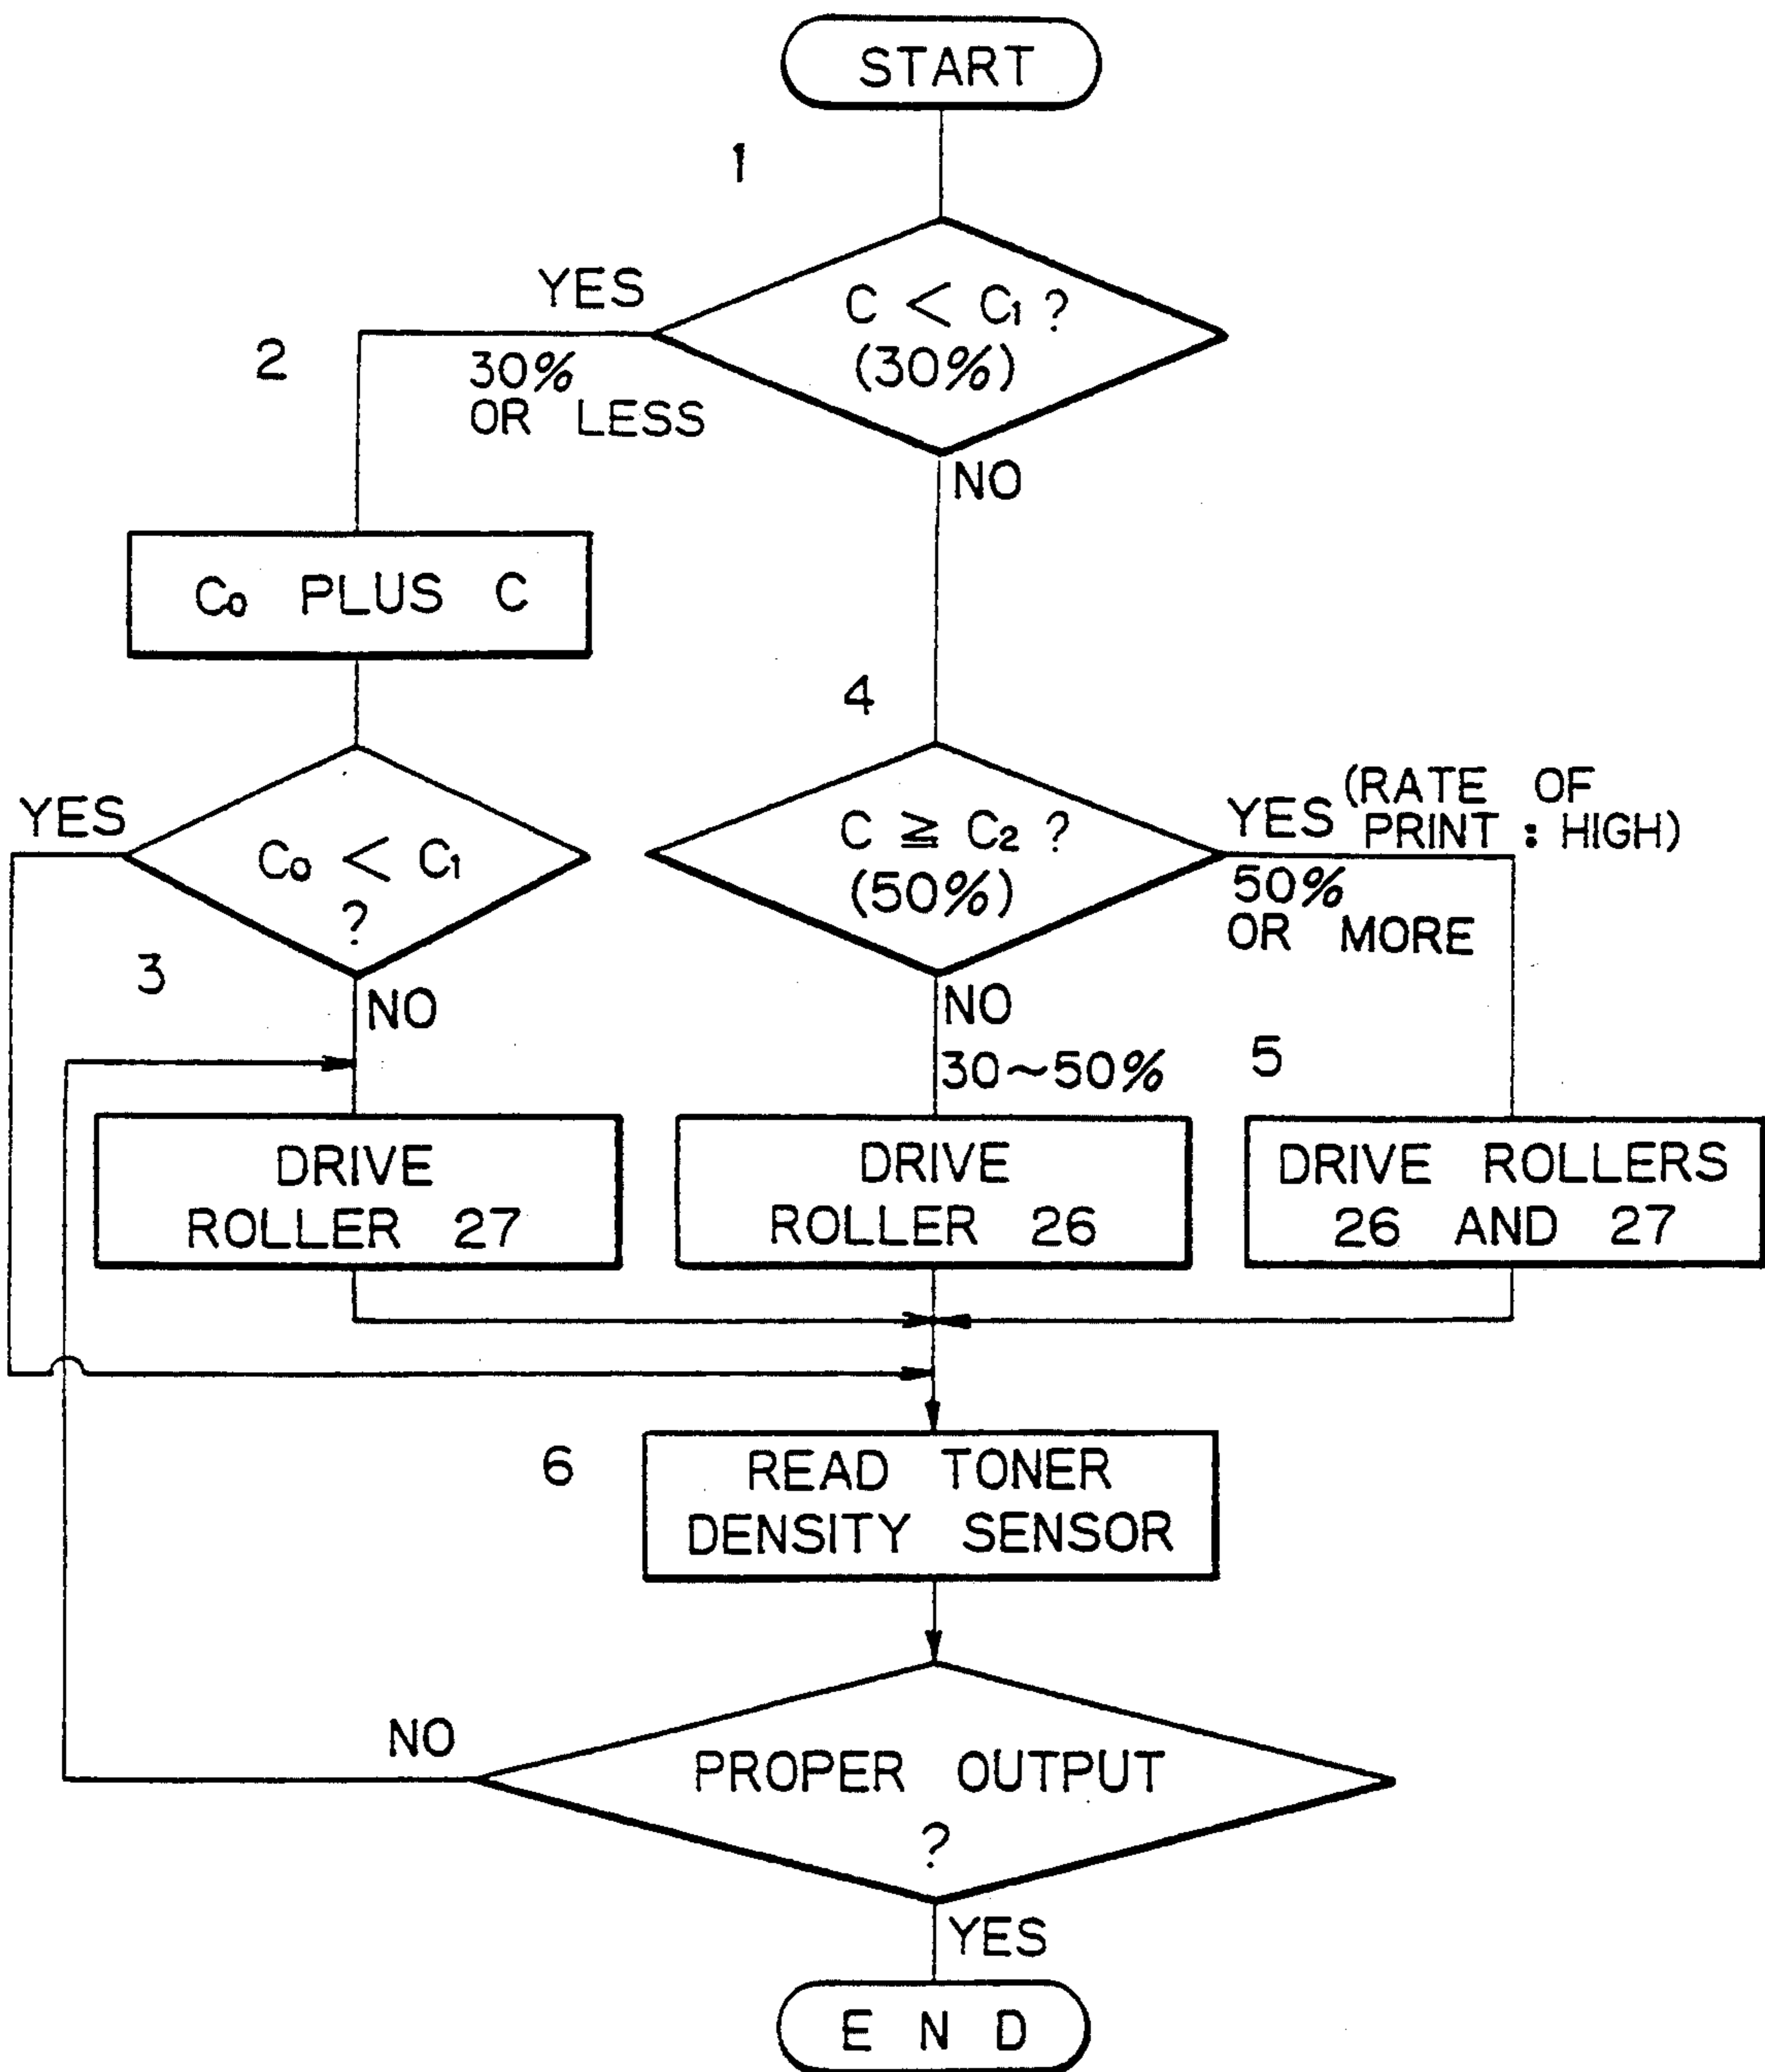 START
1
C < C₁ ?
(30%)
YES
30%
OR LESS
2
NO
C₀ PLUS C
4
YES
C₀ < C₁
?
3
NO
C ≧ C₂ ?
(50%)
YES (RATE OF
PRINT : HIGH)
50%
OR MORE
NO
30~50%
5
DRIVE
ROLLER 27
DRIVE
ROLLER 26
DRIVE ROLLERS
26 AND 27
6
READ TONER
DENSITY SENSOR
NO
PROPER OUTPUT
?
YES
END